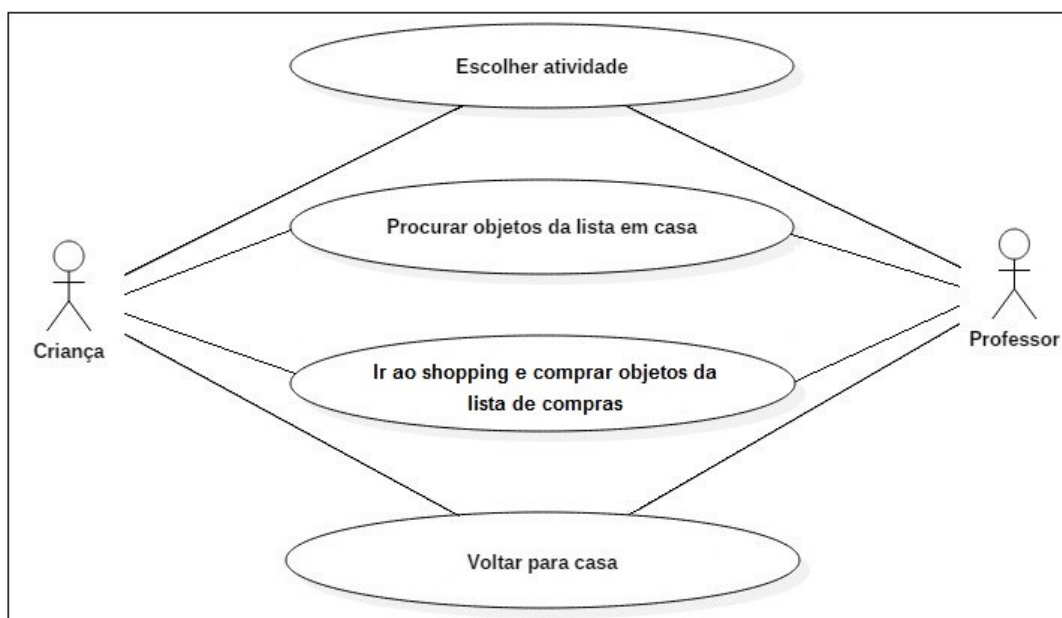 Escolher atividade
Procurar objetos da lista em casa
Criança
Professor
Ir ao shopping e comprar objetos da
lista de compras
Voltar para casa